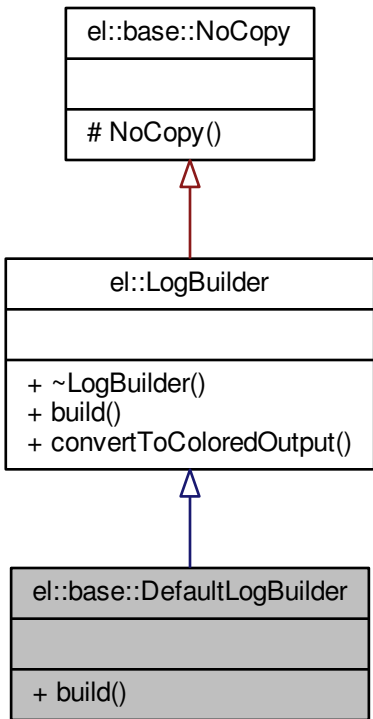 el::base::NoCopy
# NoCopy()
el::LogBuilder
+ ~LogBuilder()
+ build()
+ convertToColoredOutput()
el::base::DefaultLogBuilder
+ build()